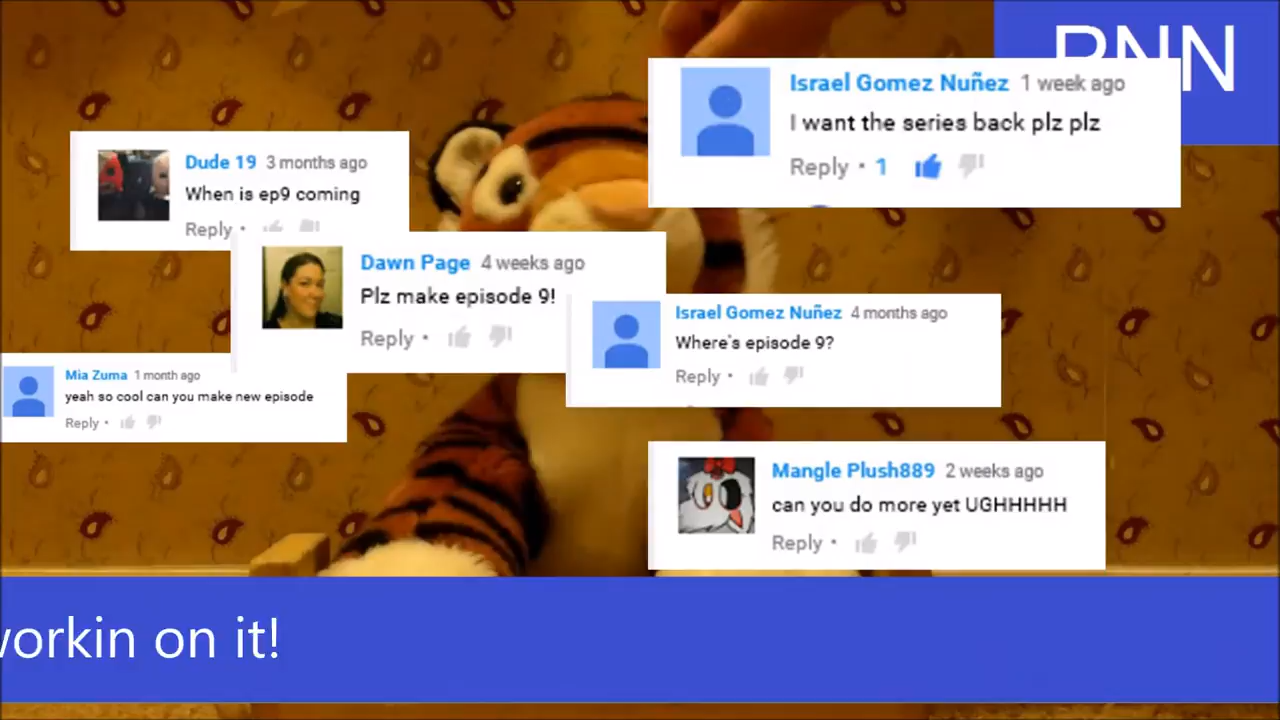 RNN
Israel Gomez Nuñez 1 week ago
I want the series back plz plz
Reply · 1
Dude 19 3 months ago
When is ep9 coming
Reply ·
Dawn Page 4 weeks ago
Plz make episode 9!
Reply ·
Israel Gomez Nuñez 4 months ago
Where's episode 9?
Reply ·
Mia Zuma 1 month ago
yeah so cool can you make new episode
Reply ·
Mangle Plush889 2 weeks ago
can you do more yet UGHHHHH
Reply ·
workin on it!